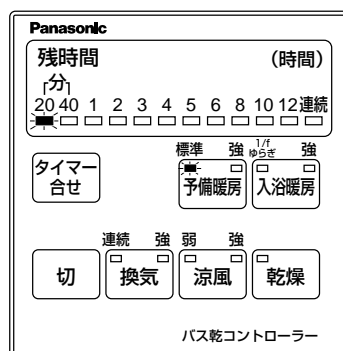 Panasonic
残時間 (時間)
┌分┐
20 40 1 2 3 4 5 6 8 10 12 連続
標準 強 1/fゆらぎ 強
タイマー合せ 予備暖房 入浴暖房
連続 強 弱 強
切 換気 涼風 乾燥
バス乾コントローラー